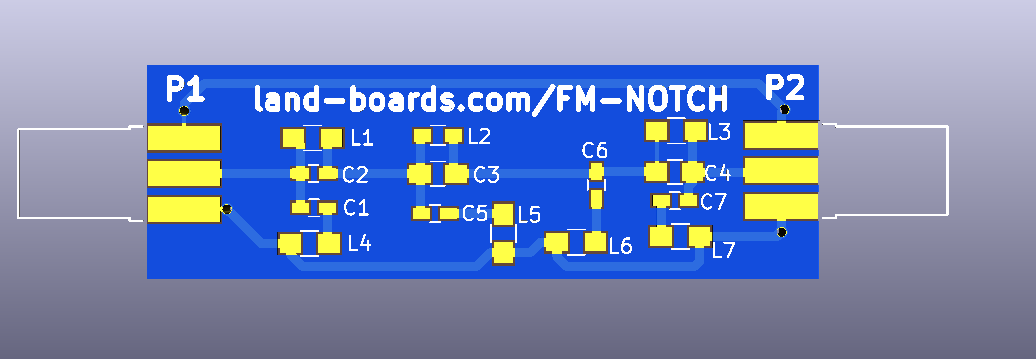 P1
land-boards.com/FM-NOTCH
P2
L1
L2
L3
C6
C2
C3
C4
C1
C5
L5
C7
L4
L6
L7